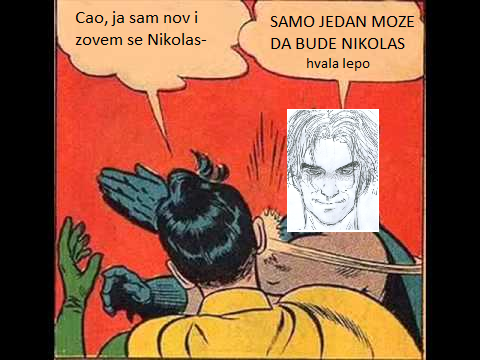 Cao, ja sam nov i
zovem se Nikolas-
SAMO JEDAN MOZE
DA BUDE NIKOLAS
hvala lepo